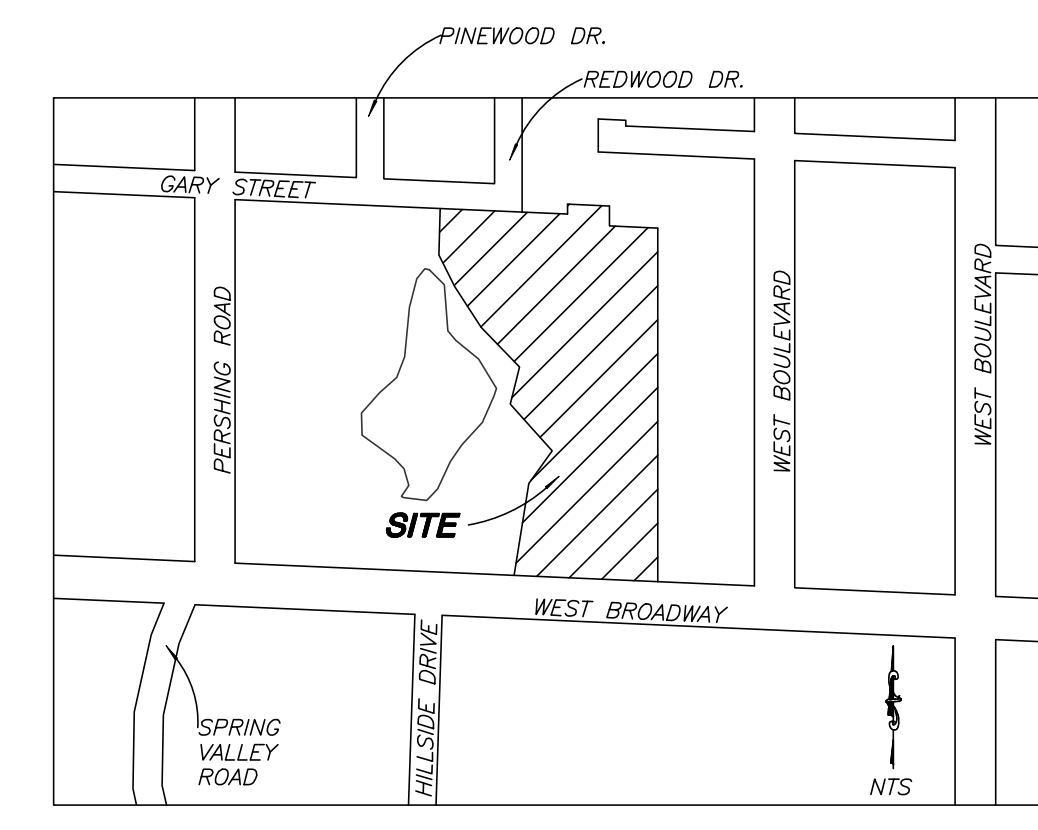 PINEWOOD DR.
REDWOOD DR.
GARY STREET
PERSHING ROAD
WEST BOULEVARD
WEST BOULEVARD
SITE
WEST BROADWAY
HILLSIDE DRIVE
SPRING
VALLEY
ROAD
NTS